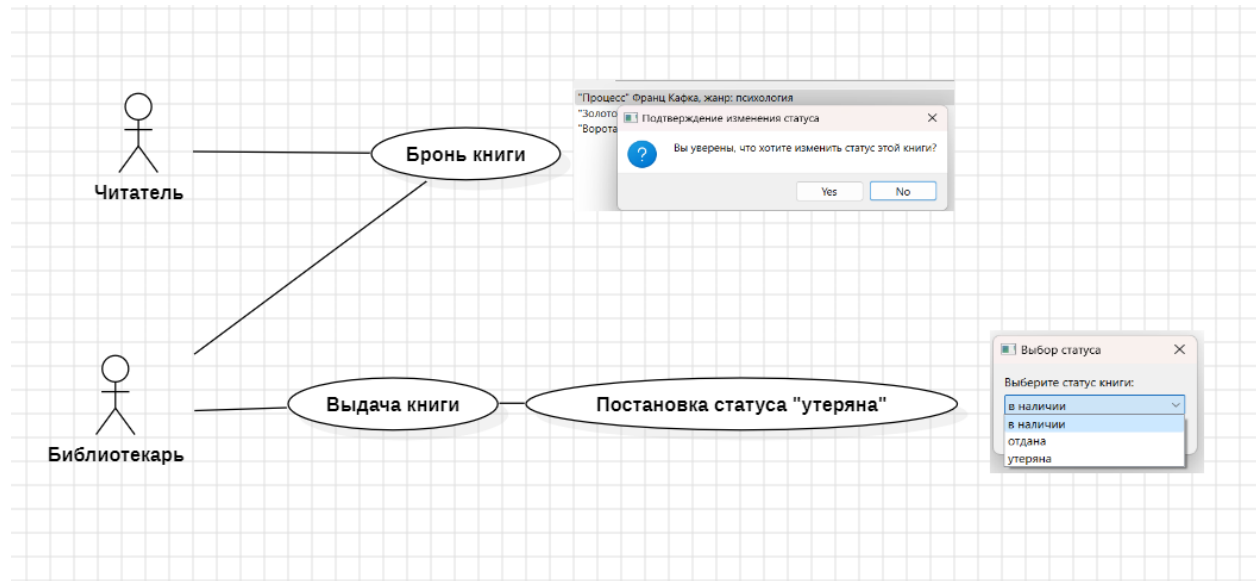 "Процесс" Франц Кафка, жанр: психология
"Золото
"Ворота
Подтверждение изменения статуса
Вы уверены, что хотите изменить статус этой книги?
Yes
No
Бронь книги
Читатель
Выбор статуса
Выберите статус книги:
в наличии
в наличии
отдана
утеряна
Выдача книги
Постановка статуса "утеряна"
Библиотекарь